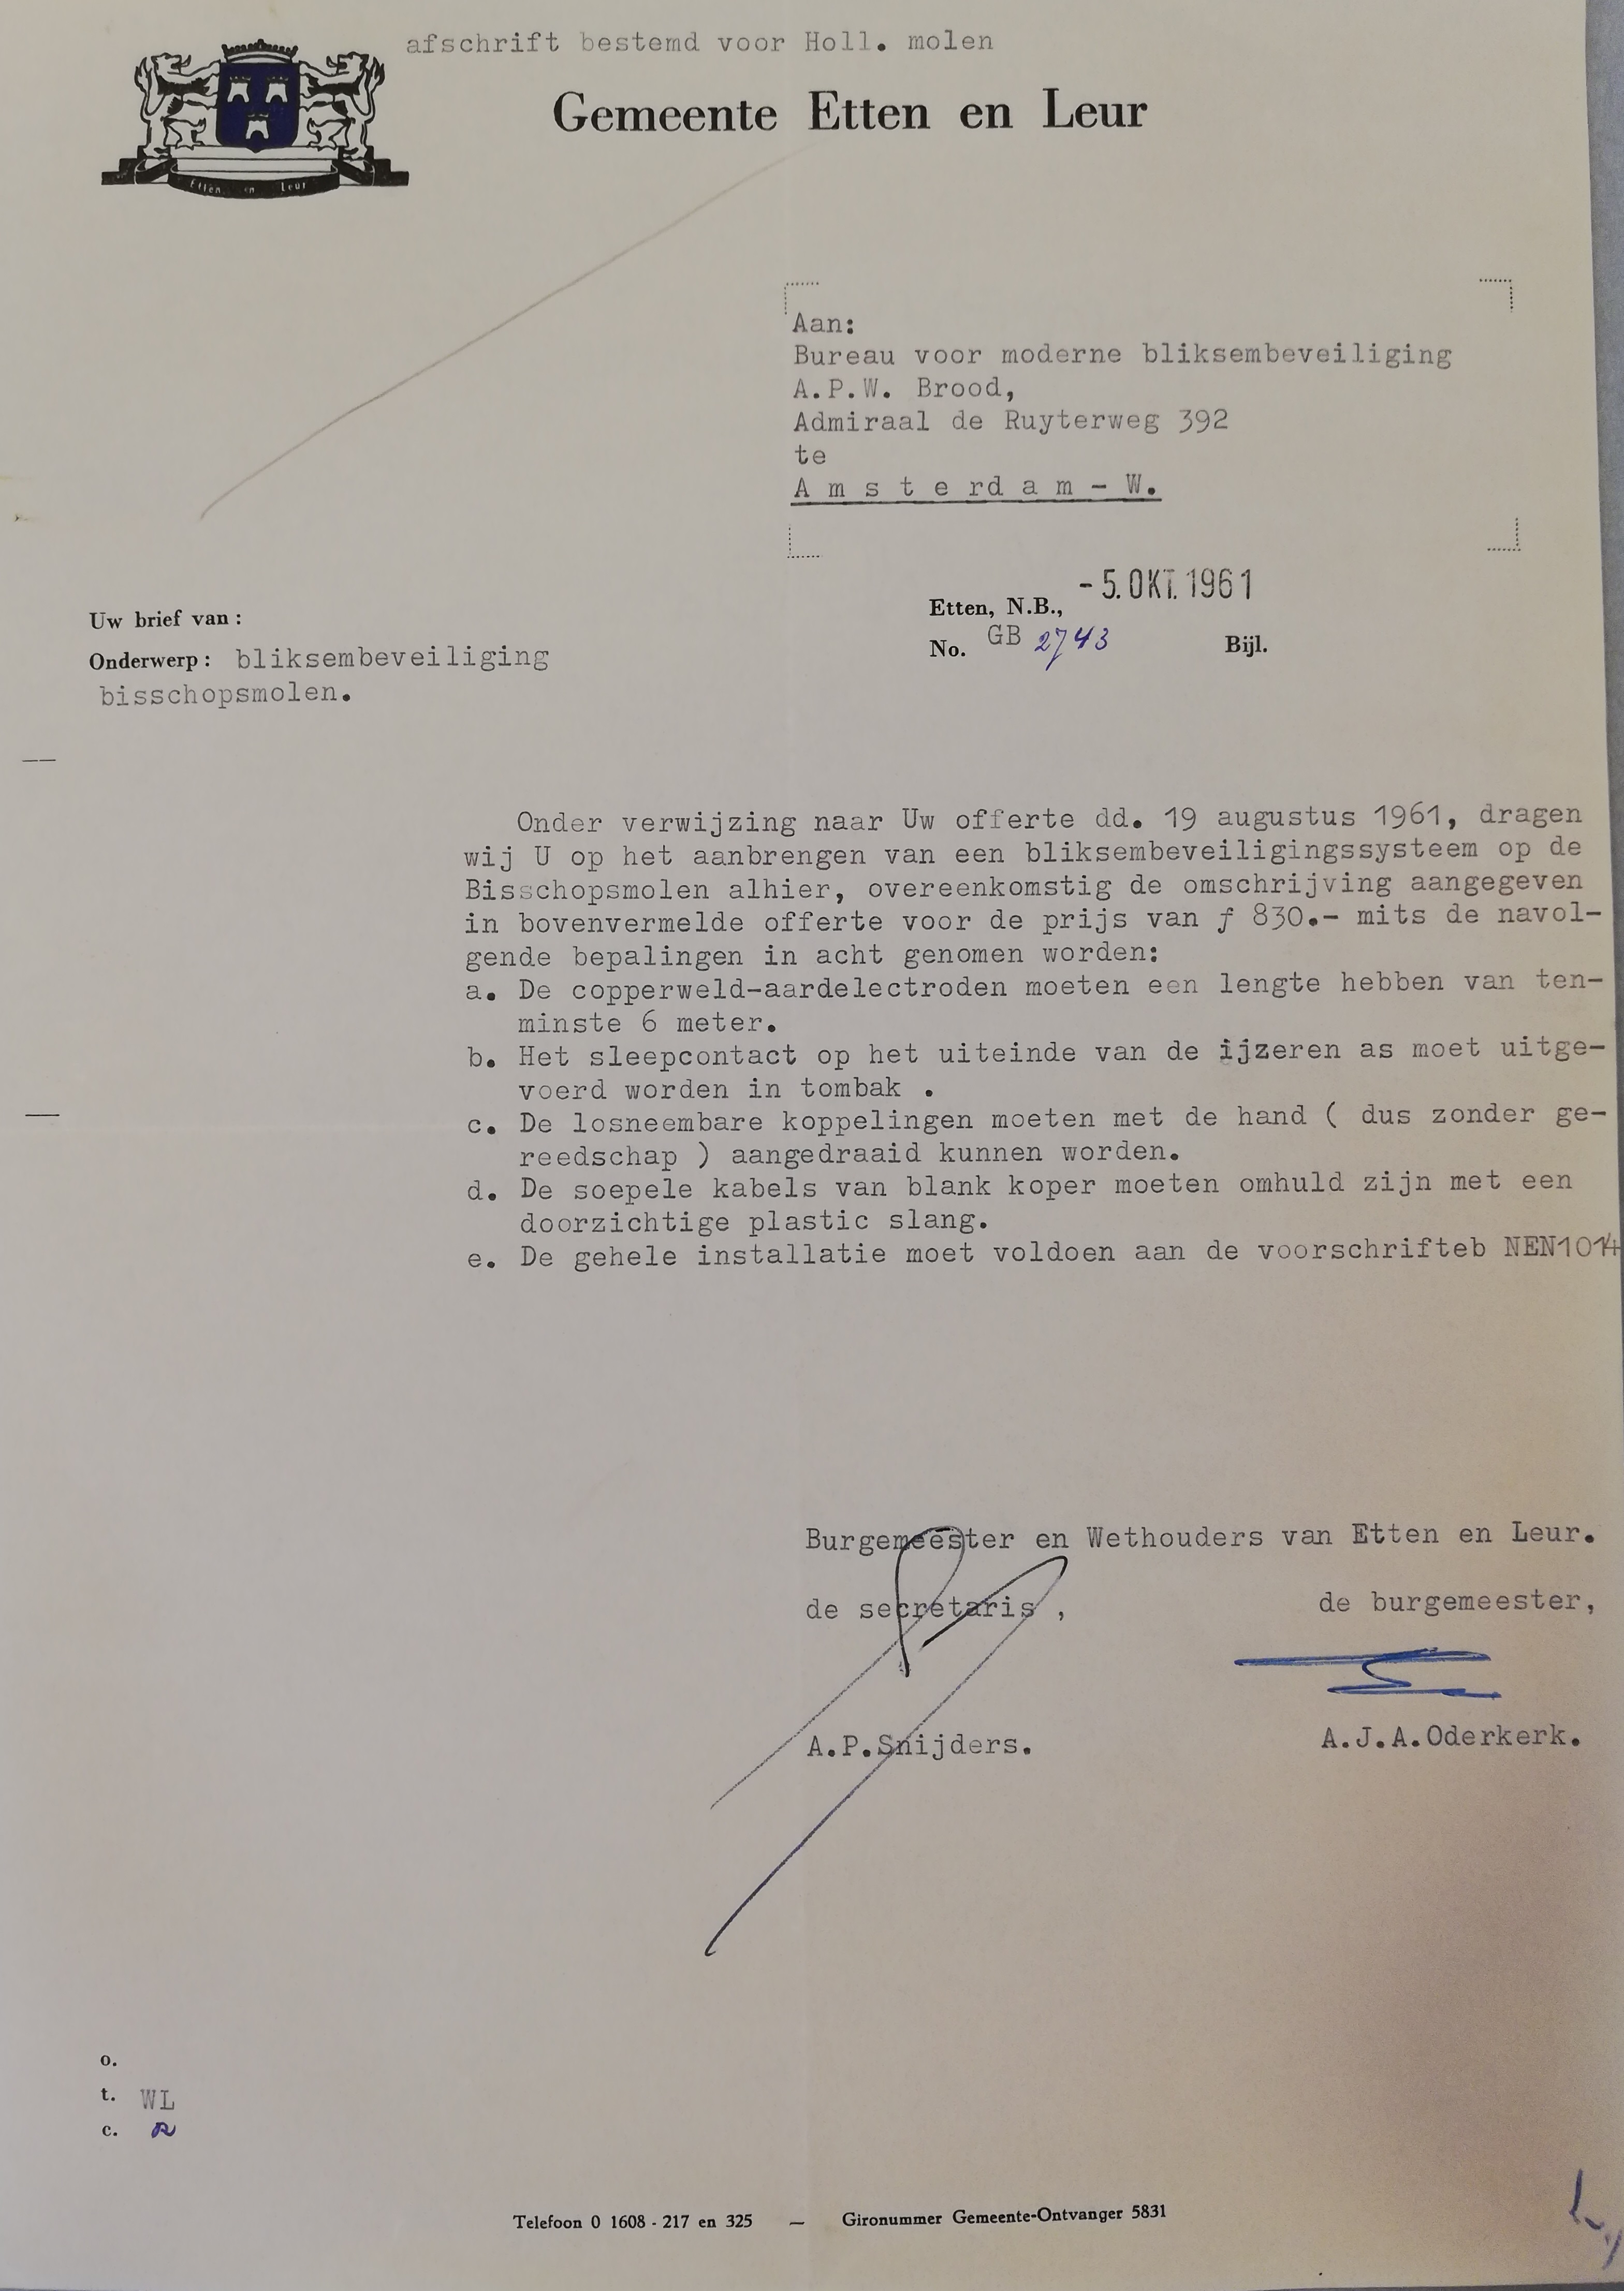 afschrift bestemd voor Holl. molen
Gemeente Etten en Leur
Etten en Leur
Aan:
Bureau voor moderne bliksembeveiliging
A.P.W. Brood,
Admiraal de Ruyterweg 392
te
A m s t e rd a m – W.
-5. OKT. 1961
Etten, N.B.,
No. GB 2743 Bijl.
Uw brief van :
Onderwerp : bliksembeveiliging
bisschopsmolen.
Onder verwijzing naar Uw offerte dd. 19 augustus 1961, dragen
wij U op het aanbrengen van een bliksembeveiligingssysteem op de
Bisschopsmolen alhier, overeenkomstig de omschrijving aangegeven
in bovenvermelde offerte voor de prijs van ƒ 830.- mits de navol-
gende bepalingen in acht genomen worden:
a. De copperweld-aardelectroden moeten een lengte hebben van ten-
minste 6 meter.
b. Het sleepcontact op het uiteinde van de ijzeren as moet uitge-
voerd worden in tombak .
c. De losneembare koppelingen moeten met de hand ( dus zonder ge-
reedschap ) aangedraaid kunnen worden.
d. De soepele kabels van blank koper moeten omhuld zijn met een
doorzichtige plastic slang.
e. De gehele installatie moet voldoen aan de voorschrifteb NEN1014
Burgemeester en Wethouders van Etten en Leur.
de secretaris , de burgemeester,
A.P.Snijders. A.J.A.Oderkerk.
o.
t. WL
c.
Telefoon 0 1608 - 217 en 325 — Gironummer Gemeente-Ontvanger 5831